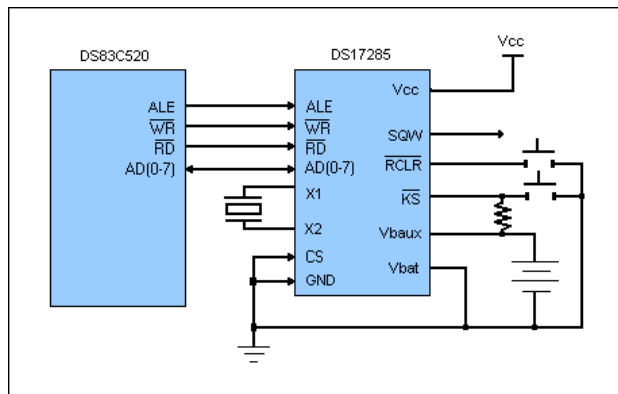 DS83C520
ALE
WR
RD
AD(0-7)
DS17285
ALE
WR
RD
AD(0-7)
X1
X2
CS
GND
Vcc
SQW
RCLR
KS
Vbaux
Vbat
Vcc